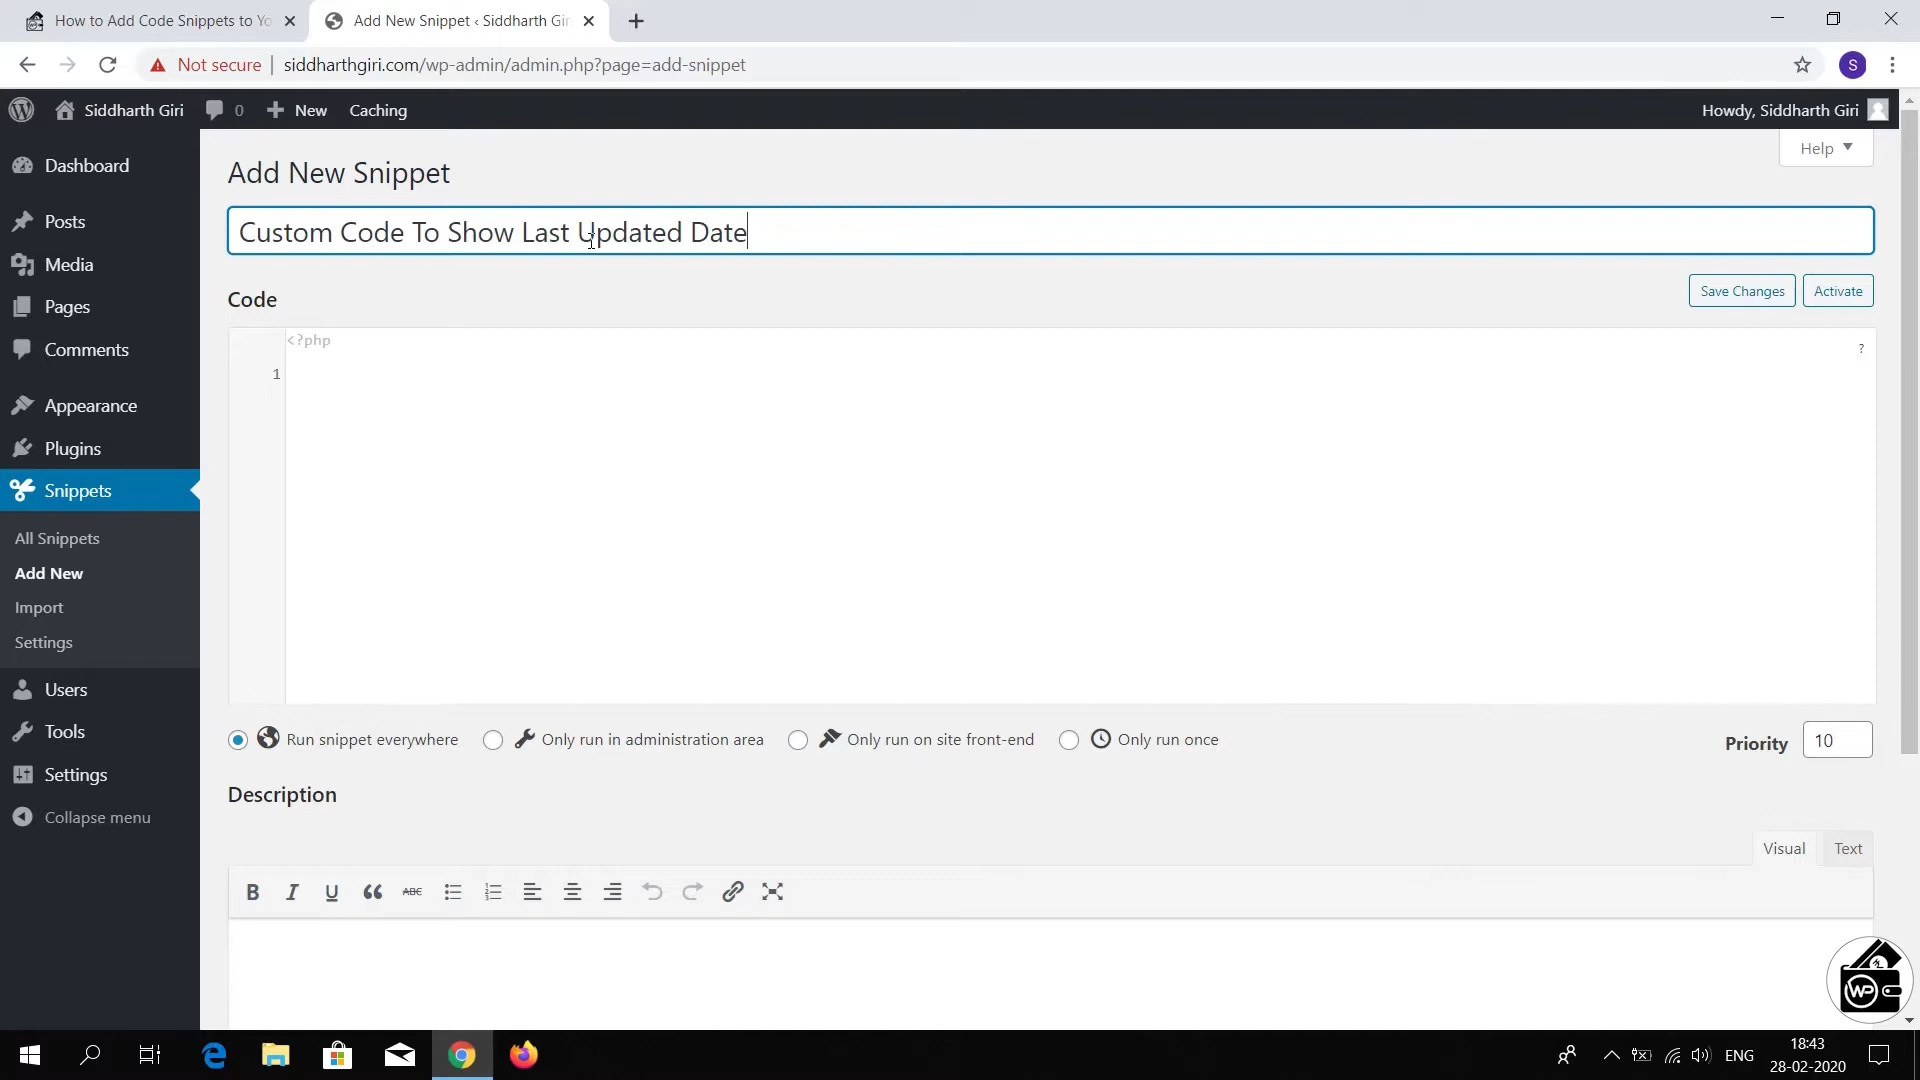 How to Add Code Snippets to Yo
Add New Snippet ‹ Siddharth Gir
Not secure
siddharthgiri.com/wp-admin/admin.php?page=add-snippet
S
Siddharth Giri
0
New
Caching
Howdy, Siddharth Giri
Help
Dashboard
Posts
Media
Pages
Comments
Appearance
Plugins
Snippets
All Snippets
Add New
Import
Settings
Users
Tools
Settings
Collapse menu
Add New Snippet
Custom Code To Show Last Updated Date
Code
Save Changes
Activate
<?php
?
1
Run snippet everywhere
Only run in administration area
Only run on site front-end
Only run once
Priority
10
Description
Visual
Text
B
I
U
ABC
WP
ENG
18:43
28-02-2020